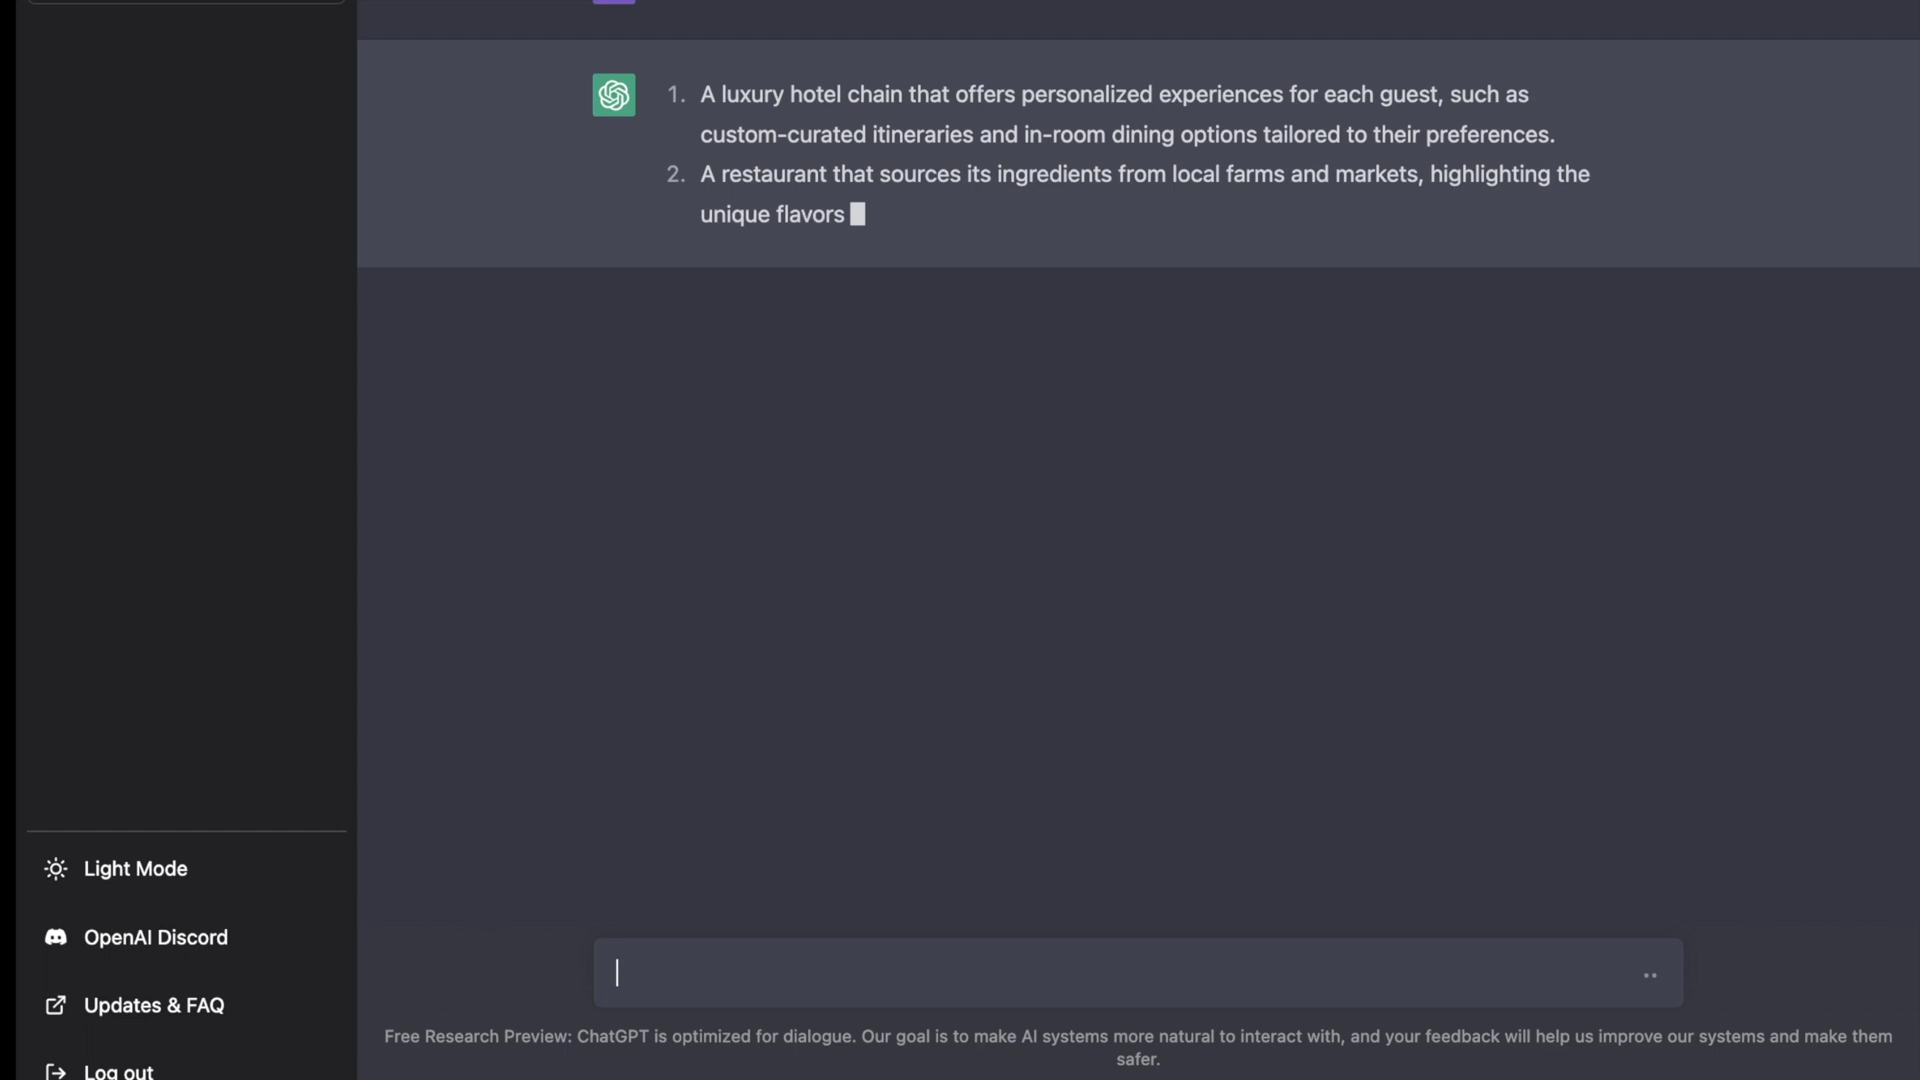 1. A luxury hotel chain that offers personalized experiences for each guest, such as
custom-curated itineraries and in-room dining options tailored to their preferences.
2. A restaurant that sources its ingredients from local farms and markets, highlighting the
unique flavors
Light Mode
OpenAI Discord
Updates & FAQ
Log out
Free Research Preview: ChatGPT is optimized for dialogue. Our goal is to make AI systems more natural to interact with, and your feedback will help us improve our systems and make them
safer.